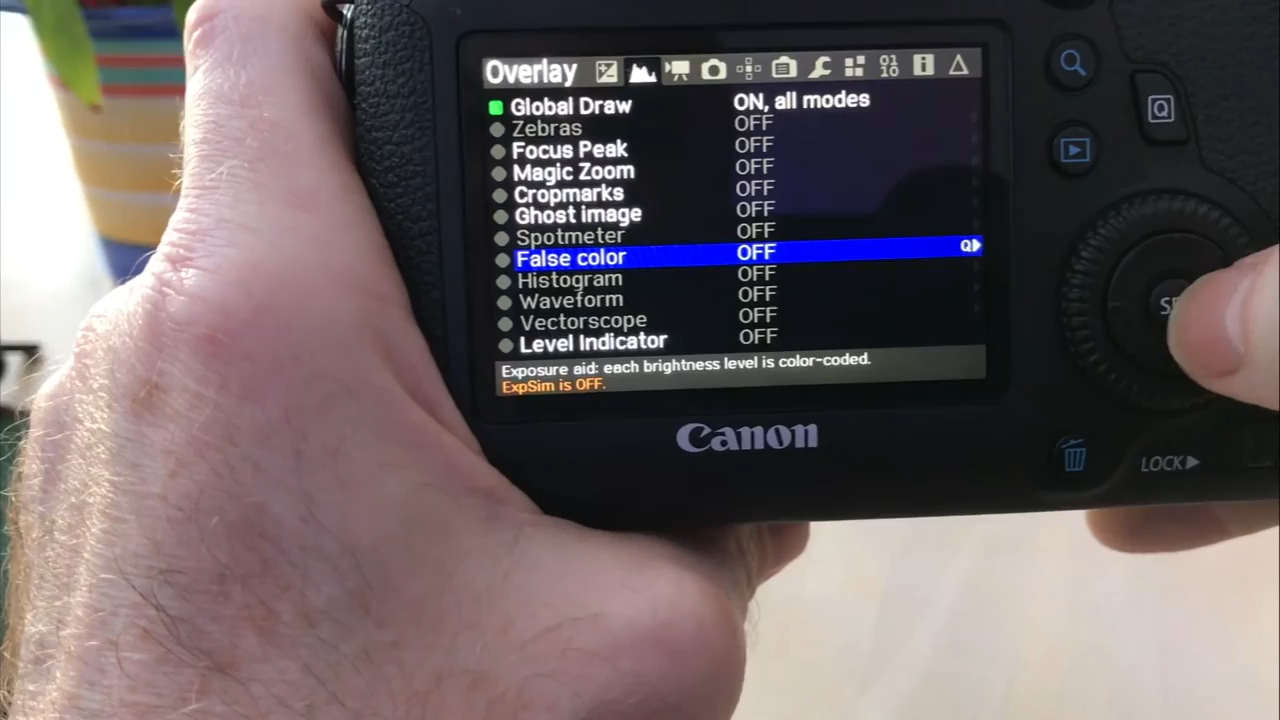 Overlay
Global Draw ON, all modes
Zebras OFF
Focus Peak OFF
Magic Zoom OFF
Cropmarks OFF
Ghost image OFF
Spotmeter OFF
False color OFF Q
Histogram OFF
Waveform OFF
Vectorscope OFF
Level Indicator OFF
Exposure aid: each brightness level is color-coded.
ExpSim is OFF.
Canon
Q
LOCK